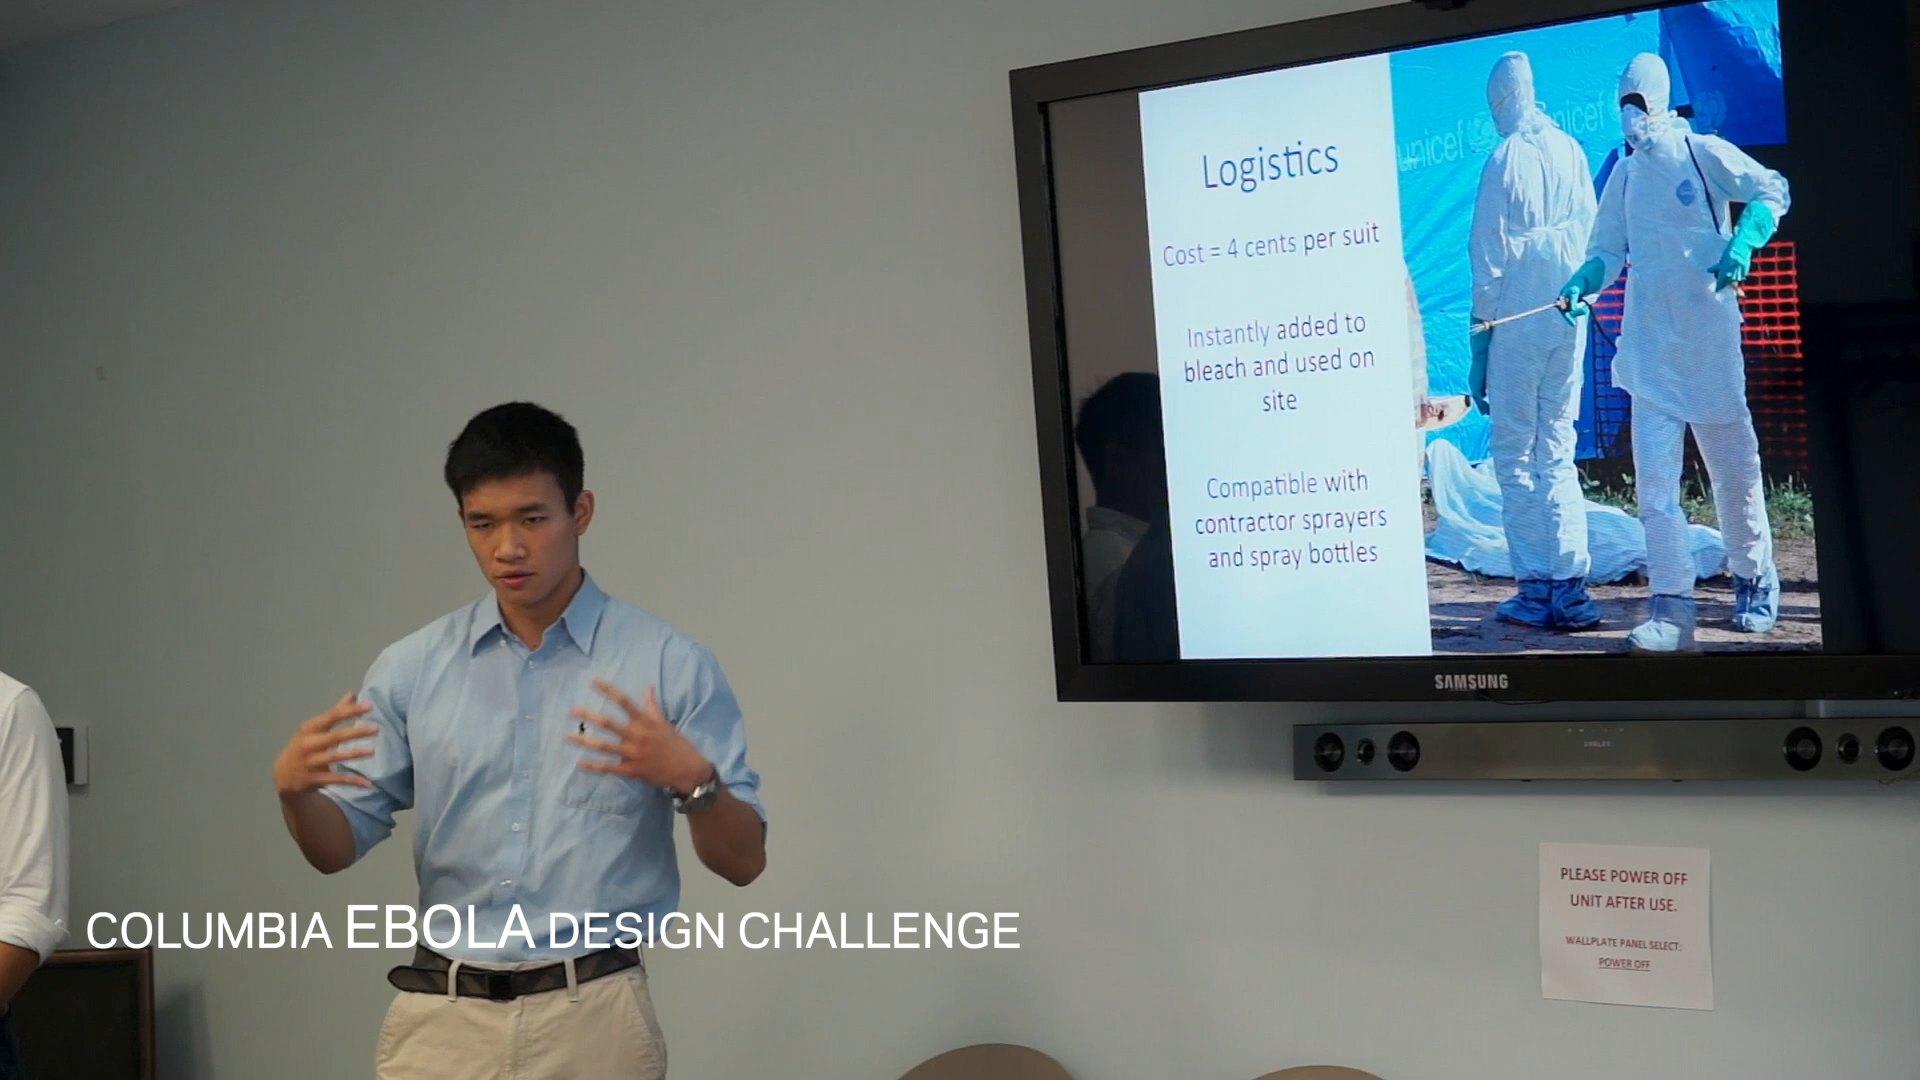 Logistics
Cost = 4 cents per suit
Instantly added to
bleach and used on
site
Compatible with
contractor sprayers
and spray bottles
unicef
unicef
SAMSUNG
PLEASE POWER OFF
UNIT AFTER USE.
WALLPLATE PANEL SELECT:
POWER OFF
COLUMBIA EBOLA DESIGN CHALLENGE